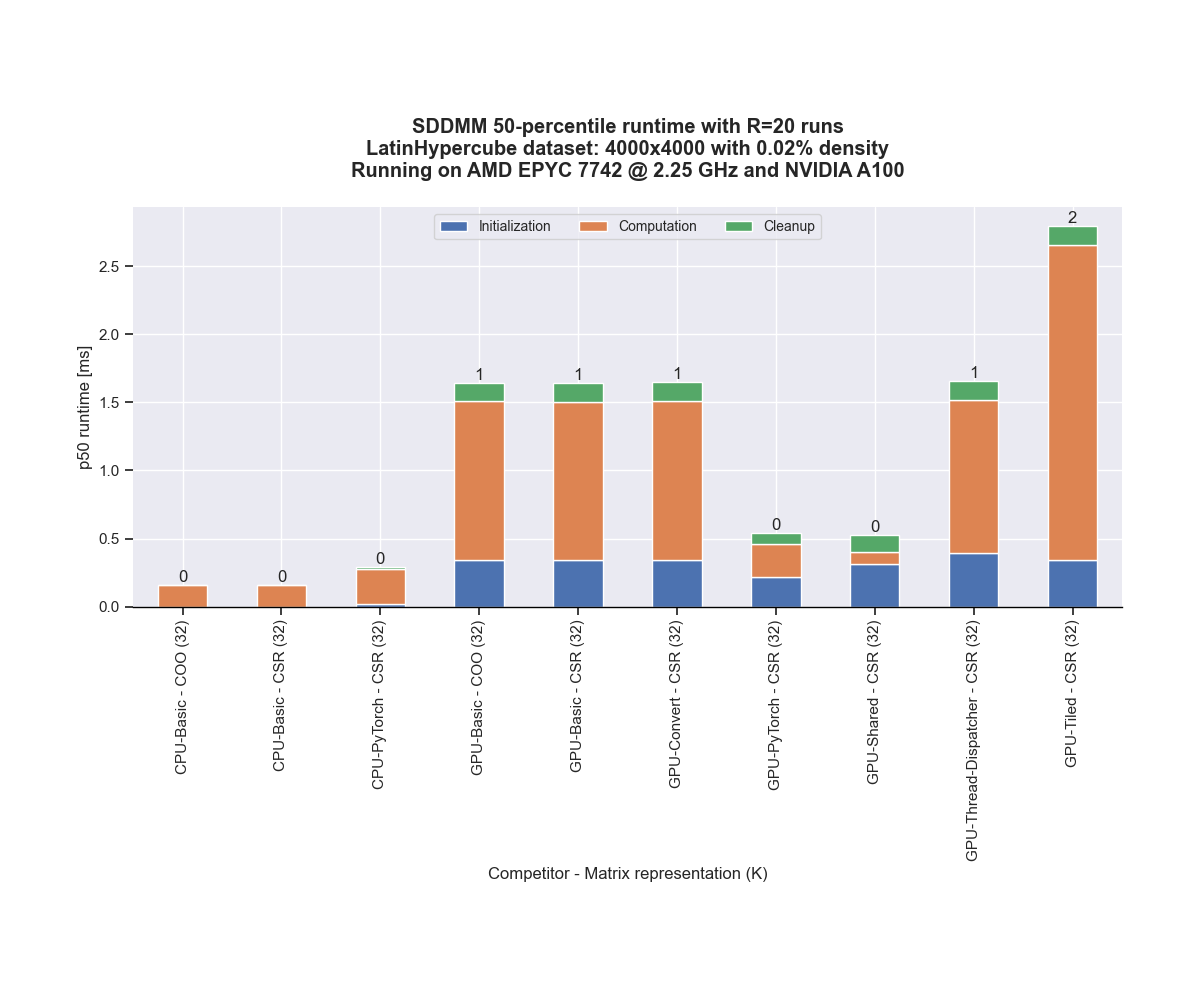 SDDMM 50-percentile runtime with R=20 runs
LatinHypercube dataset: 4000x4000 with 0.02% density
Running on AMD EPYC 7742 @ 2.25 GHz and NVIDIA A100
Initialization Computation Cleanup
p50 runtime [ms]
2.5
2.0
1.5
1.0
0.5
0.0
0 0 0 1 1 1 0 0 1 2
CPU-Basic - COO (32)
CPU-Basic - CSR (32)
CPU-PyTorch - CSR (32)
GPU-Basic - COO (32)
GPU-Basic - CSR (32)
GPU-Convert - CSR (32)
GPU-PyTorch - CSR (32)
GPU-Shared - CSR (32)
GPU-Thread-Dispatcher - CSR (32)
GPU-Tiled - CSR (32)
Competitor - Matrix representation (K)